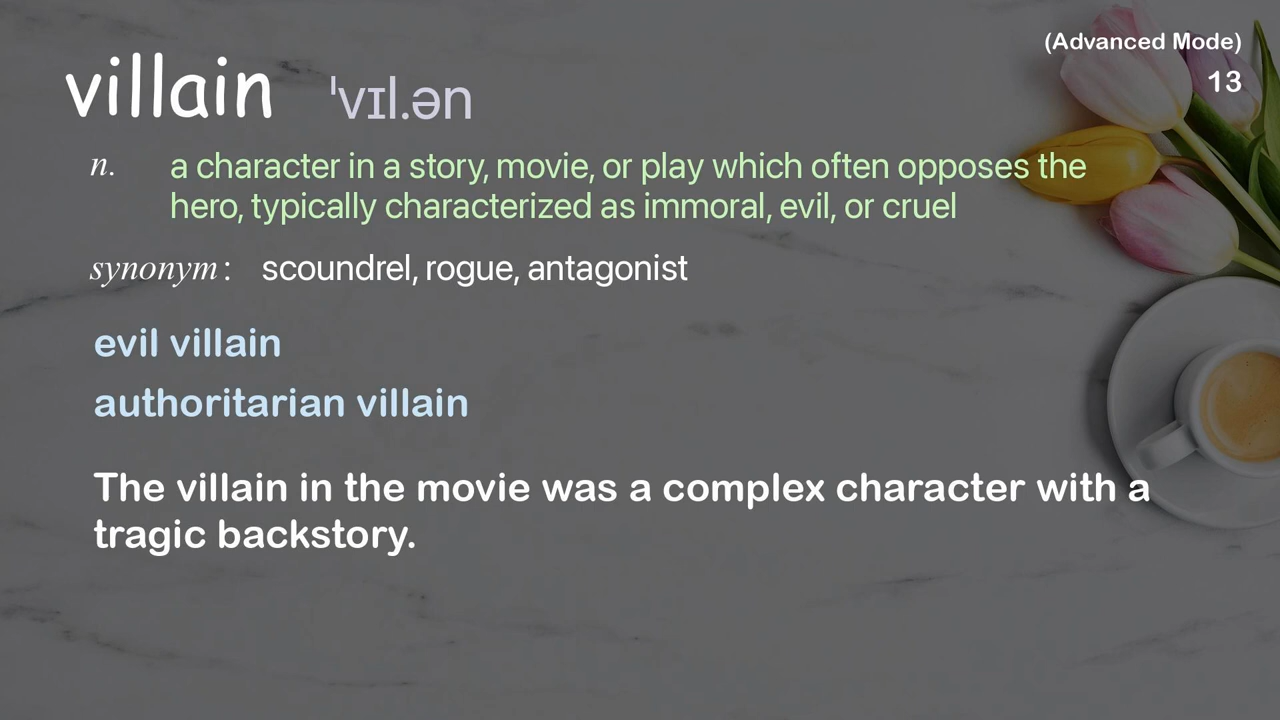 (Advanced Mode)
13
villain ˈvɪl.ən
n. a character in a story, movie, or play which often opposes the
hero, typically characterized as immoral, evil, or cruel
synonym: scoundrel, rogue, antagonist
evil villain
authoritarian villain
The villain in the movie was a complex character with a
tragic backstory.